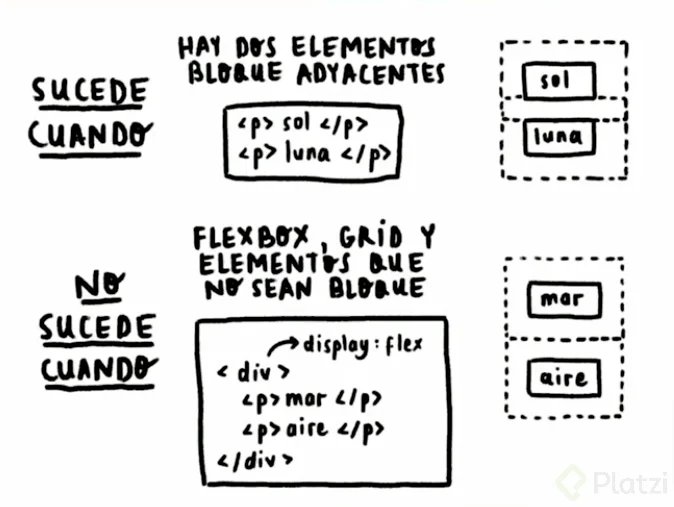 SUCEDE
CUANDO
HAY DOS ELEMENTOS
BLOQUE ADYACENTES
<p> sol </p>
<p> luna </p>
sol
luna
NO
SUCEDE
CUANDO
FLEXBOX, GRID Y
ELEMENTOS QUE
NO SEAN BLOQUE
display: flex
<div>
<p>mar </p>
<p>aire </p>
</div>
mar
aire
Platzi